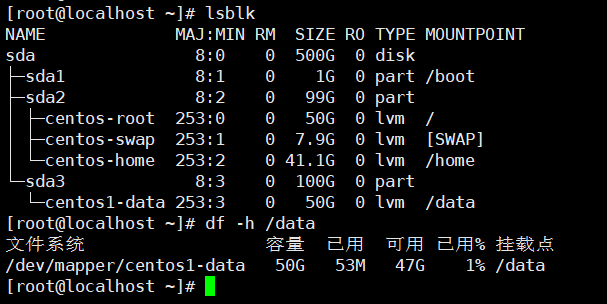 [root@localhost ~]# lsblk
NAME            MAJ:MIN RM  SIZE RO TYPE MOUNTPOINT
sda               8:0    0  500G  0 disk
├─sda1            8:1    0    1G  0 part /boot
├─sda2            8:2    0   99G  0 part
│ ├─centos-root 253:0    0   50G  0 lvm  /
│ ├─centos-swap 253:1    0  7.9G  0 lvm  [SWAP]
│ └─centos-home 253:2    0 41.1G  0 lvm  /home
└─sda3            8:3    0  100G  0 part
  └─centos1-data 253:3    0   50G  0 lvm  /data
[root@localhost ~]# df -h /data
文件系统                  容量  已用  可用 已用% 挂载点
/dev/mapper/centos1-data   50G   53M   47G    1% /data
[root@localhost ~]#